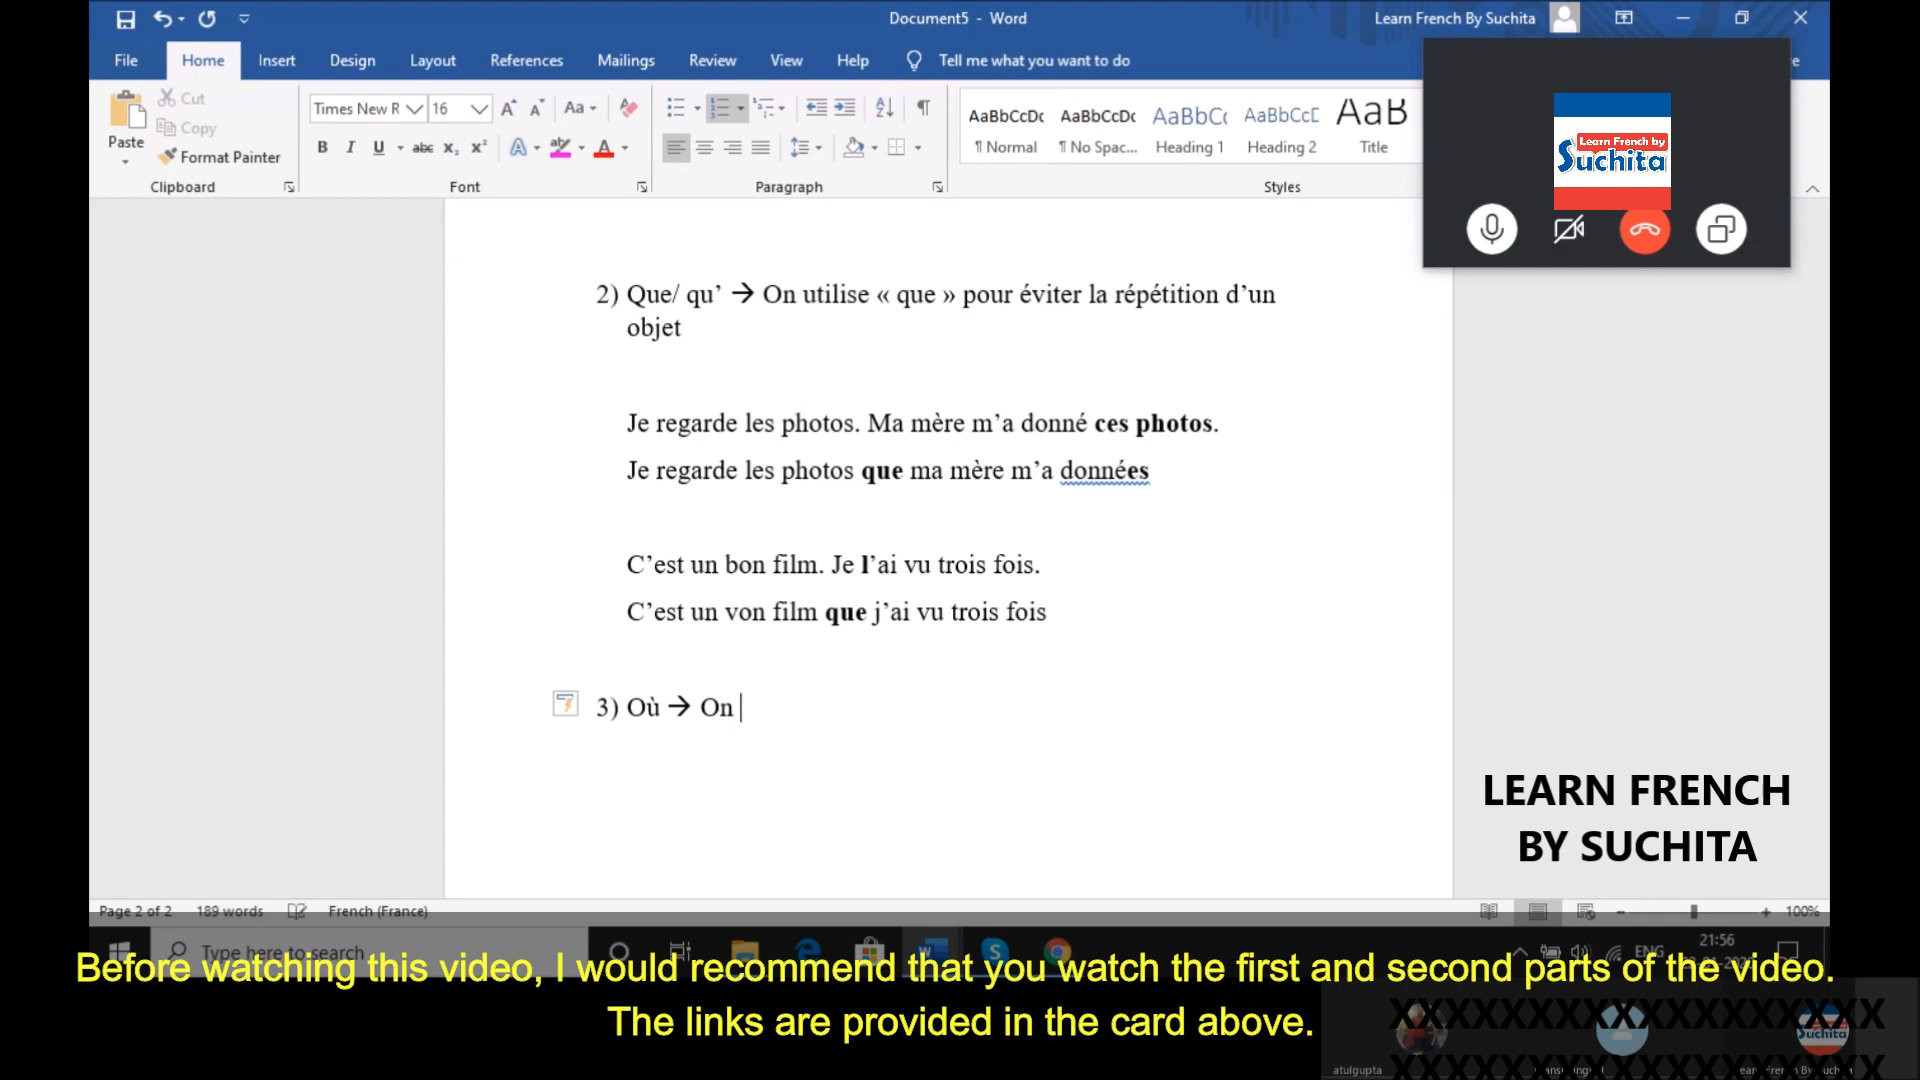 Document5 - Word
Learn French By Suchita
File Home Insert Design Layout References Mailings Review View Help Tell me what you want to do
Cut
Copy
Paste
Format Painter
Times New R 16
AaBbCcDc AaBbCcDc AaBbC AaBbCcE AaB
¶ Normal ¶ No Spac... Heading 1 Heading 2 Title
Clipboard Font Paragraph Styles
Learn French by
Suchita
2) Que/ qu’ → On utilise « que » pour éviter la répétition d’un
objet
Je regarde les photos. Ma mère m’a donné ces photos.
Je regarde les photos que ma mère m’a données
C’est un bon film. Je l’ai vu trois fois.
C’est un von film que j’ai vu trois fois
3) Où → On
LEARN FRENCH
BY SUCHITA
Page 2 of 2 189 words French (France)
100%
Type here to search
ENG
21:56
Before watching this video, I would recommend that you watch the first and second parts of the video.
The links are provided in the card above.
XXXXXXXXXXXXXXXXXXXX
Suchita
atulgupta